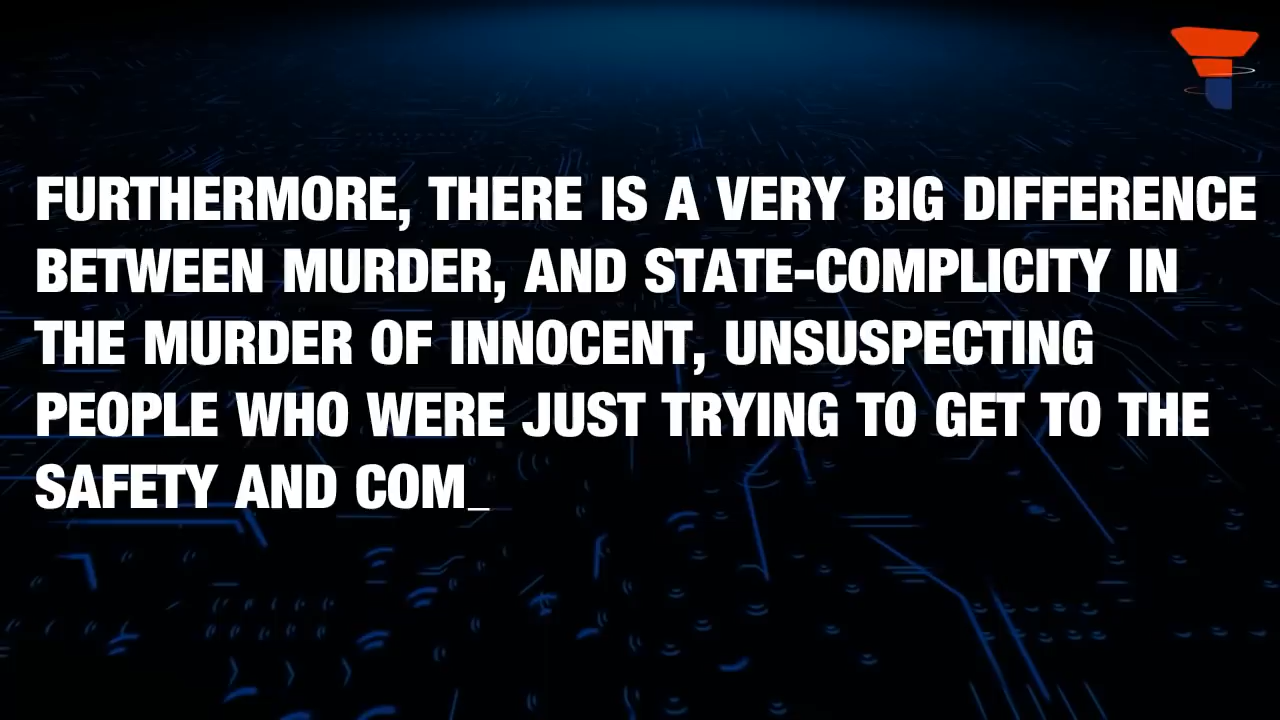 FURTHERMORE, THERE IS A VERY BIG DIFFERENCE
BETWEEN MURDER, AND STATE-COMPLICITY IN
THE MURDER OF INNOCENT, UNSUSPECTING
PEOPLE WHO WERE JUST TRYING TO GET TO THE
SAFETY AND COM_